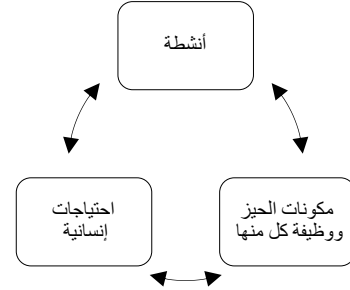 أنشطة
مكونات الحيز
ووظيفة كل منها
احتياجات
إنسانية